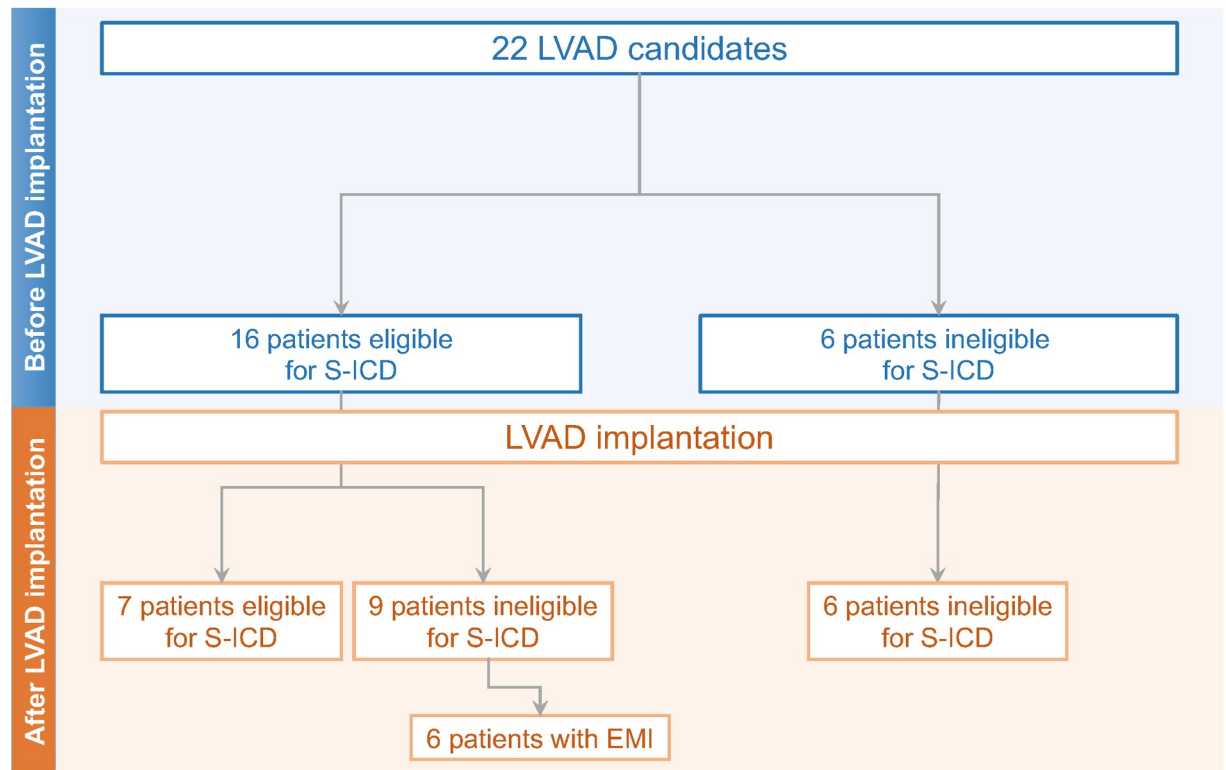 Before LVAD implantation
22 LVAD candidates
16 patients eligible
for S-ICD
6 patients ineligible
for S-ICD
After LVAD implantation
LVAD implantation
7 patients eligible
for S-ICD
9 patients ineligible
for S-ICD
6 patients ineligible
for S-ICD
6 patients with EMI